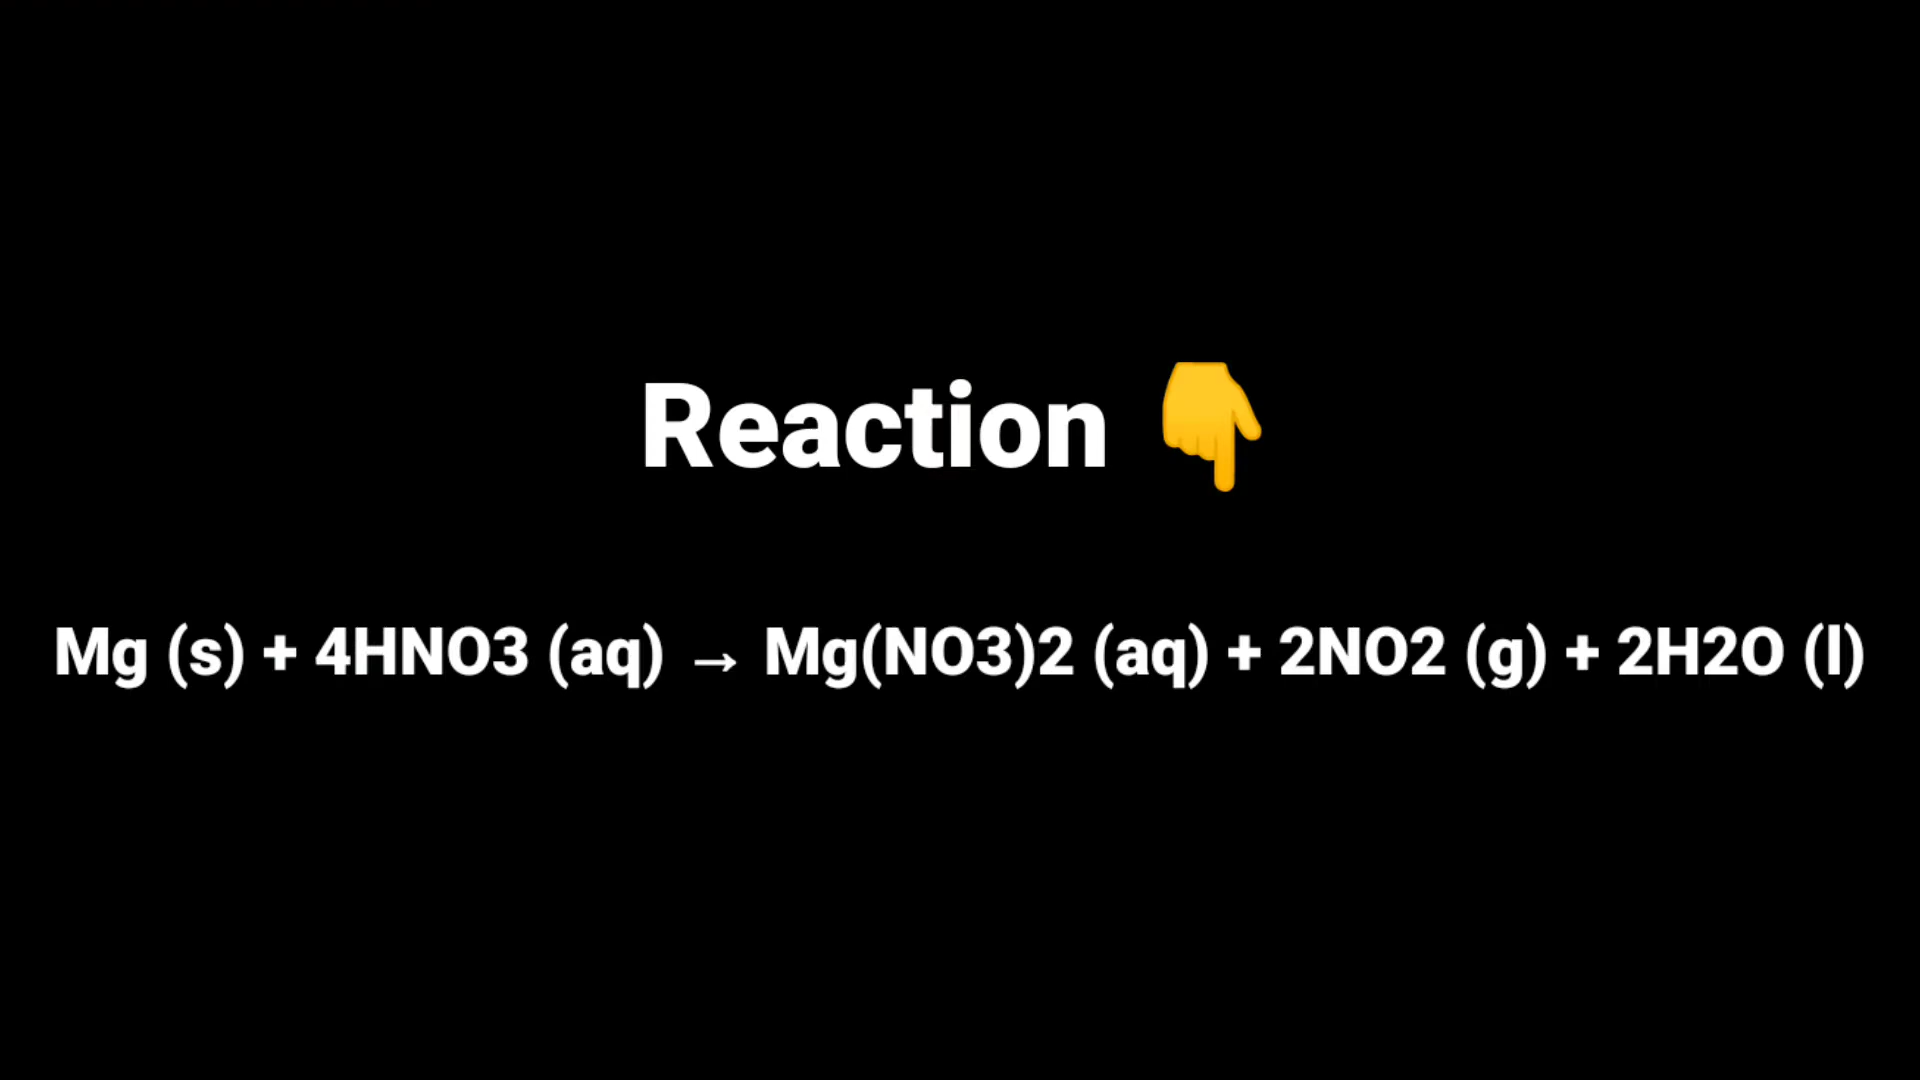 Reaction 👇
Mg (s) + 4HNO3 (aq) → Mg(NO3)2 (aq) + 2NO2 (g) + 2H2O (l)